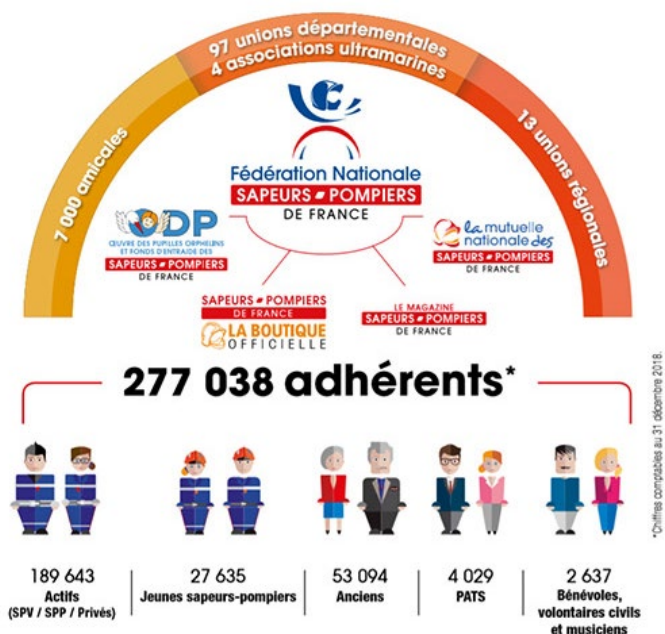 7 000 amicales
97 unions départementales
4 associations ultramarines
13 unions régionales
Fédération Nationale
SAPEURS-POMPIERS
DE FRANCE
ODP
ŒUVRE DES PUPILLES ORPHELINS
ET FONDS D'ENTRAIDE DES
SAPEURS-POMPIERS
DE FRANCE
la mutuelle
nationale des
SAPEURS-POMPIERS
DE FRANCE
SAPEURS-POMPIERS
DE FRANCE
LA BOUTIQUE
OFFICIELLE
LE MAGAZINE
SAPEURS-POMPIERS
DE FRANCE
277 038 adhérents*
189 643
Actifs
(SPV / SPP / Privés)
27 635
Jeunes sapeurs-pompiers
53 094
Anciens
4 029
PATS
2 637
Bénévoles,
volontaires civils
et musiciens
*Chiffres comptables au 31 décembre 2018.